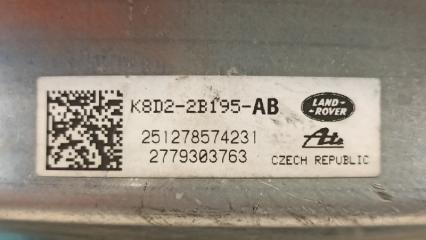 K8D2-2B195-AB
LAND-
ROVER
251278574231
Ate
2779303763
CZECH REPUBLIC